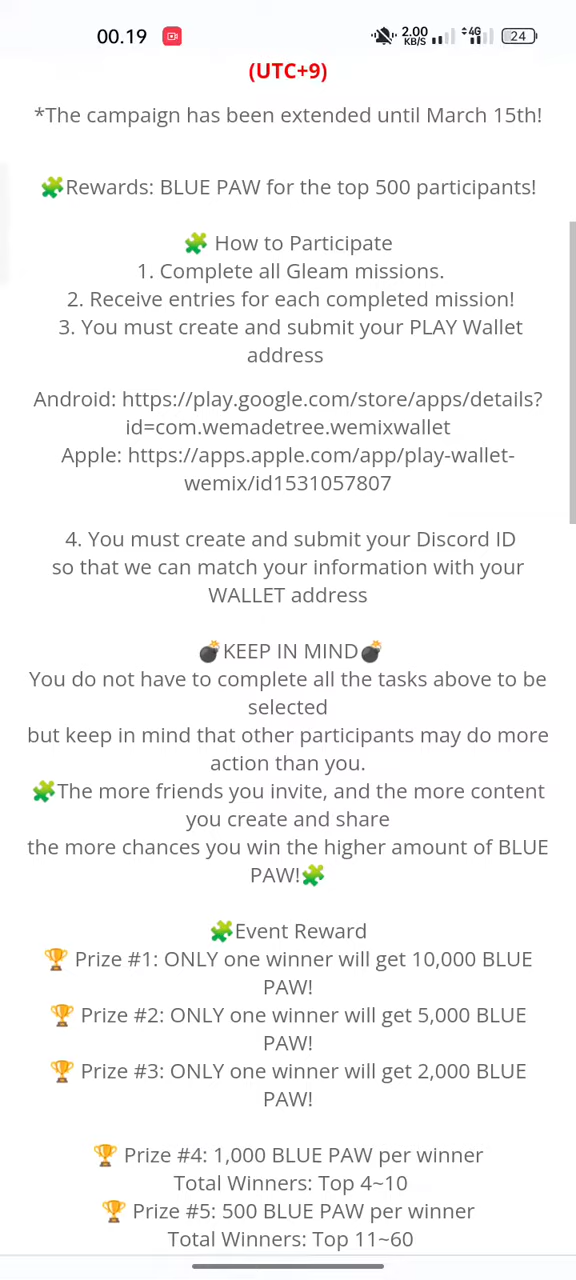 00.19
2.00
KB/S
4G
24
(UTC+9)
*The campaign has been extended until March 15th!
🧩Rewards: BLUE PAW for the top 500 participants!
🧩 How to Participate
1. Complete all Gleam missions.
2. Receive entries for each completed mission!
3. You must create and submit your PLAY Wallet
address
Android: https://play.google.com/store/apps/details?
id=com.wemadetree.wemixwallet
Apple: https://apps.apple.com/app/play-wallet-
wemix/id1531057807
4. You must create and submit your Discord ID
so that we can match your information with your
WALLET address
💣KEEP IN MIND💣
You do not have to complete all the tasks above to be
selected
but keep in mind that other participants may do more
action than you.
🧩The more friends you invite, and the more content
you create and share
the more chances you win the higher amount of BLUE
PAW!🧩
🧩Event Reward
🏆 Prize #1: ONLY one winner will get 10,000 BLUE
PAW!
🏆 Prize #2: ONLY one winner will get 5,000 BLUE
PAW!
🏆 Prize #3: ONLY one winner will get 2,000 BLUE
PAW!
🏆 Prize #4: 1,000 BLUE PAW per winner
Total Winners: Top 4~10
🏆 Prize #5: 500 BLUE PAW per winner
Total Winners: Top 11~60